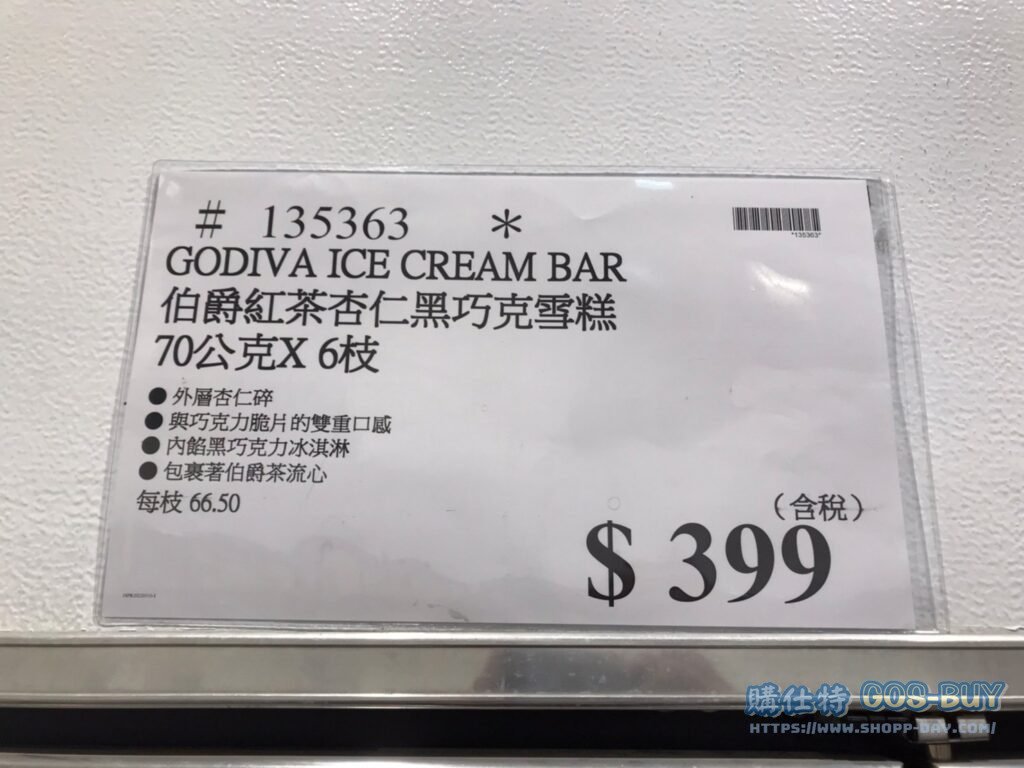 # 135363 *
*135363*
GODIVA ICE CREAM BAR
伯爵紅茶杏仁黑巧克雪糕
70公克X 6枝
● 外層杏仁碎
● 與巧克力脆片的雙重口感
● 內餡黑巧克力冰淇淋
● 包裹著伯爵茶流心
每枝 66.50
（含稅）
$ 399
購仕特 GOS-BUY
HTTPS://WWW.SHOPP-DAY.COM/